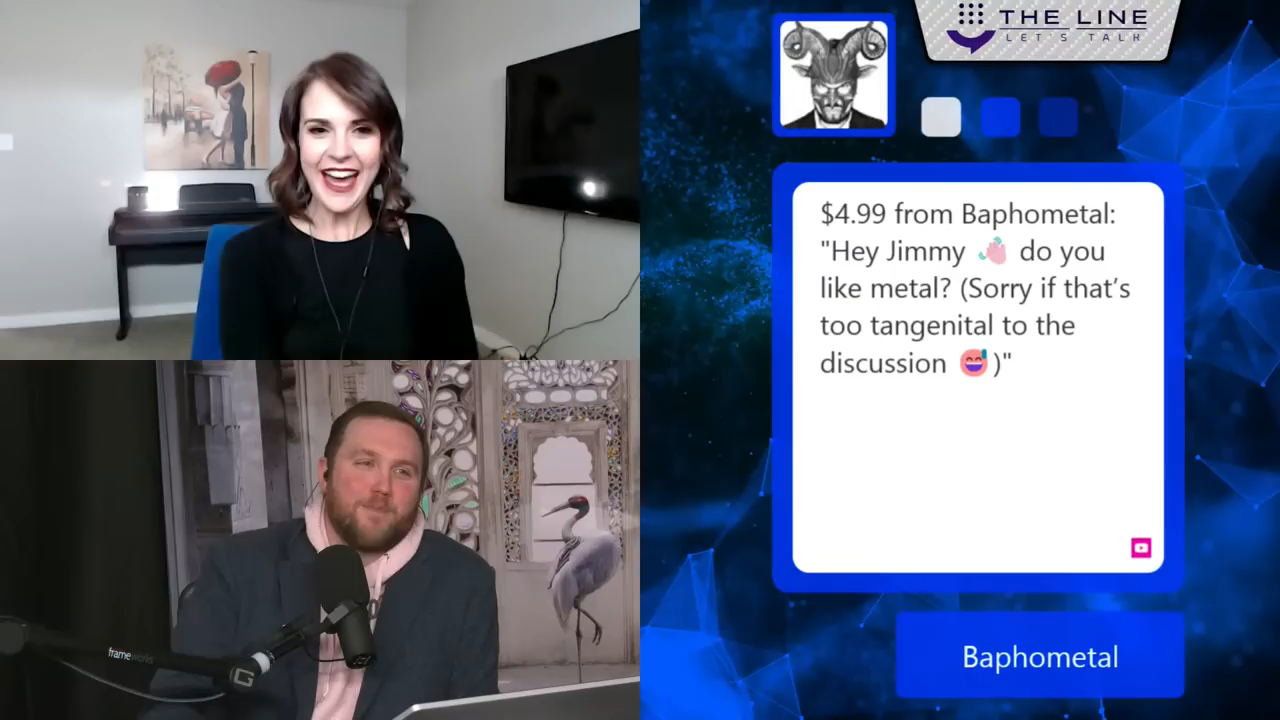 THE LINE
LET'S TALK
$4.99 from Baphometal:
"Hey Jimmy 👋 do you
like metal? (Sorry if that's
too tangenital to the
discussion 😅)"
frameworks
Baphometal